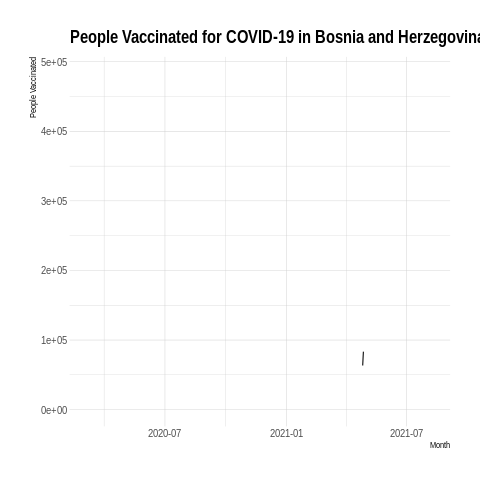 People Vaccinated for COVID-19 in Bosnia and Herzegovina
People Vaccinated
5e+05
4e+05
3e+05
2e+05
1e+05
0e+00
2020-07 2021-01 2021-07
Month